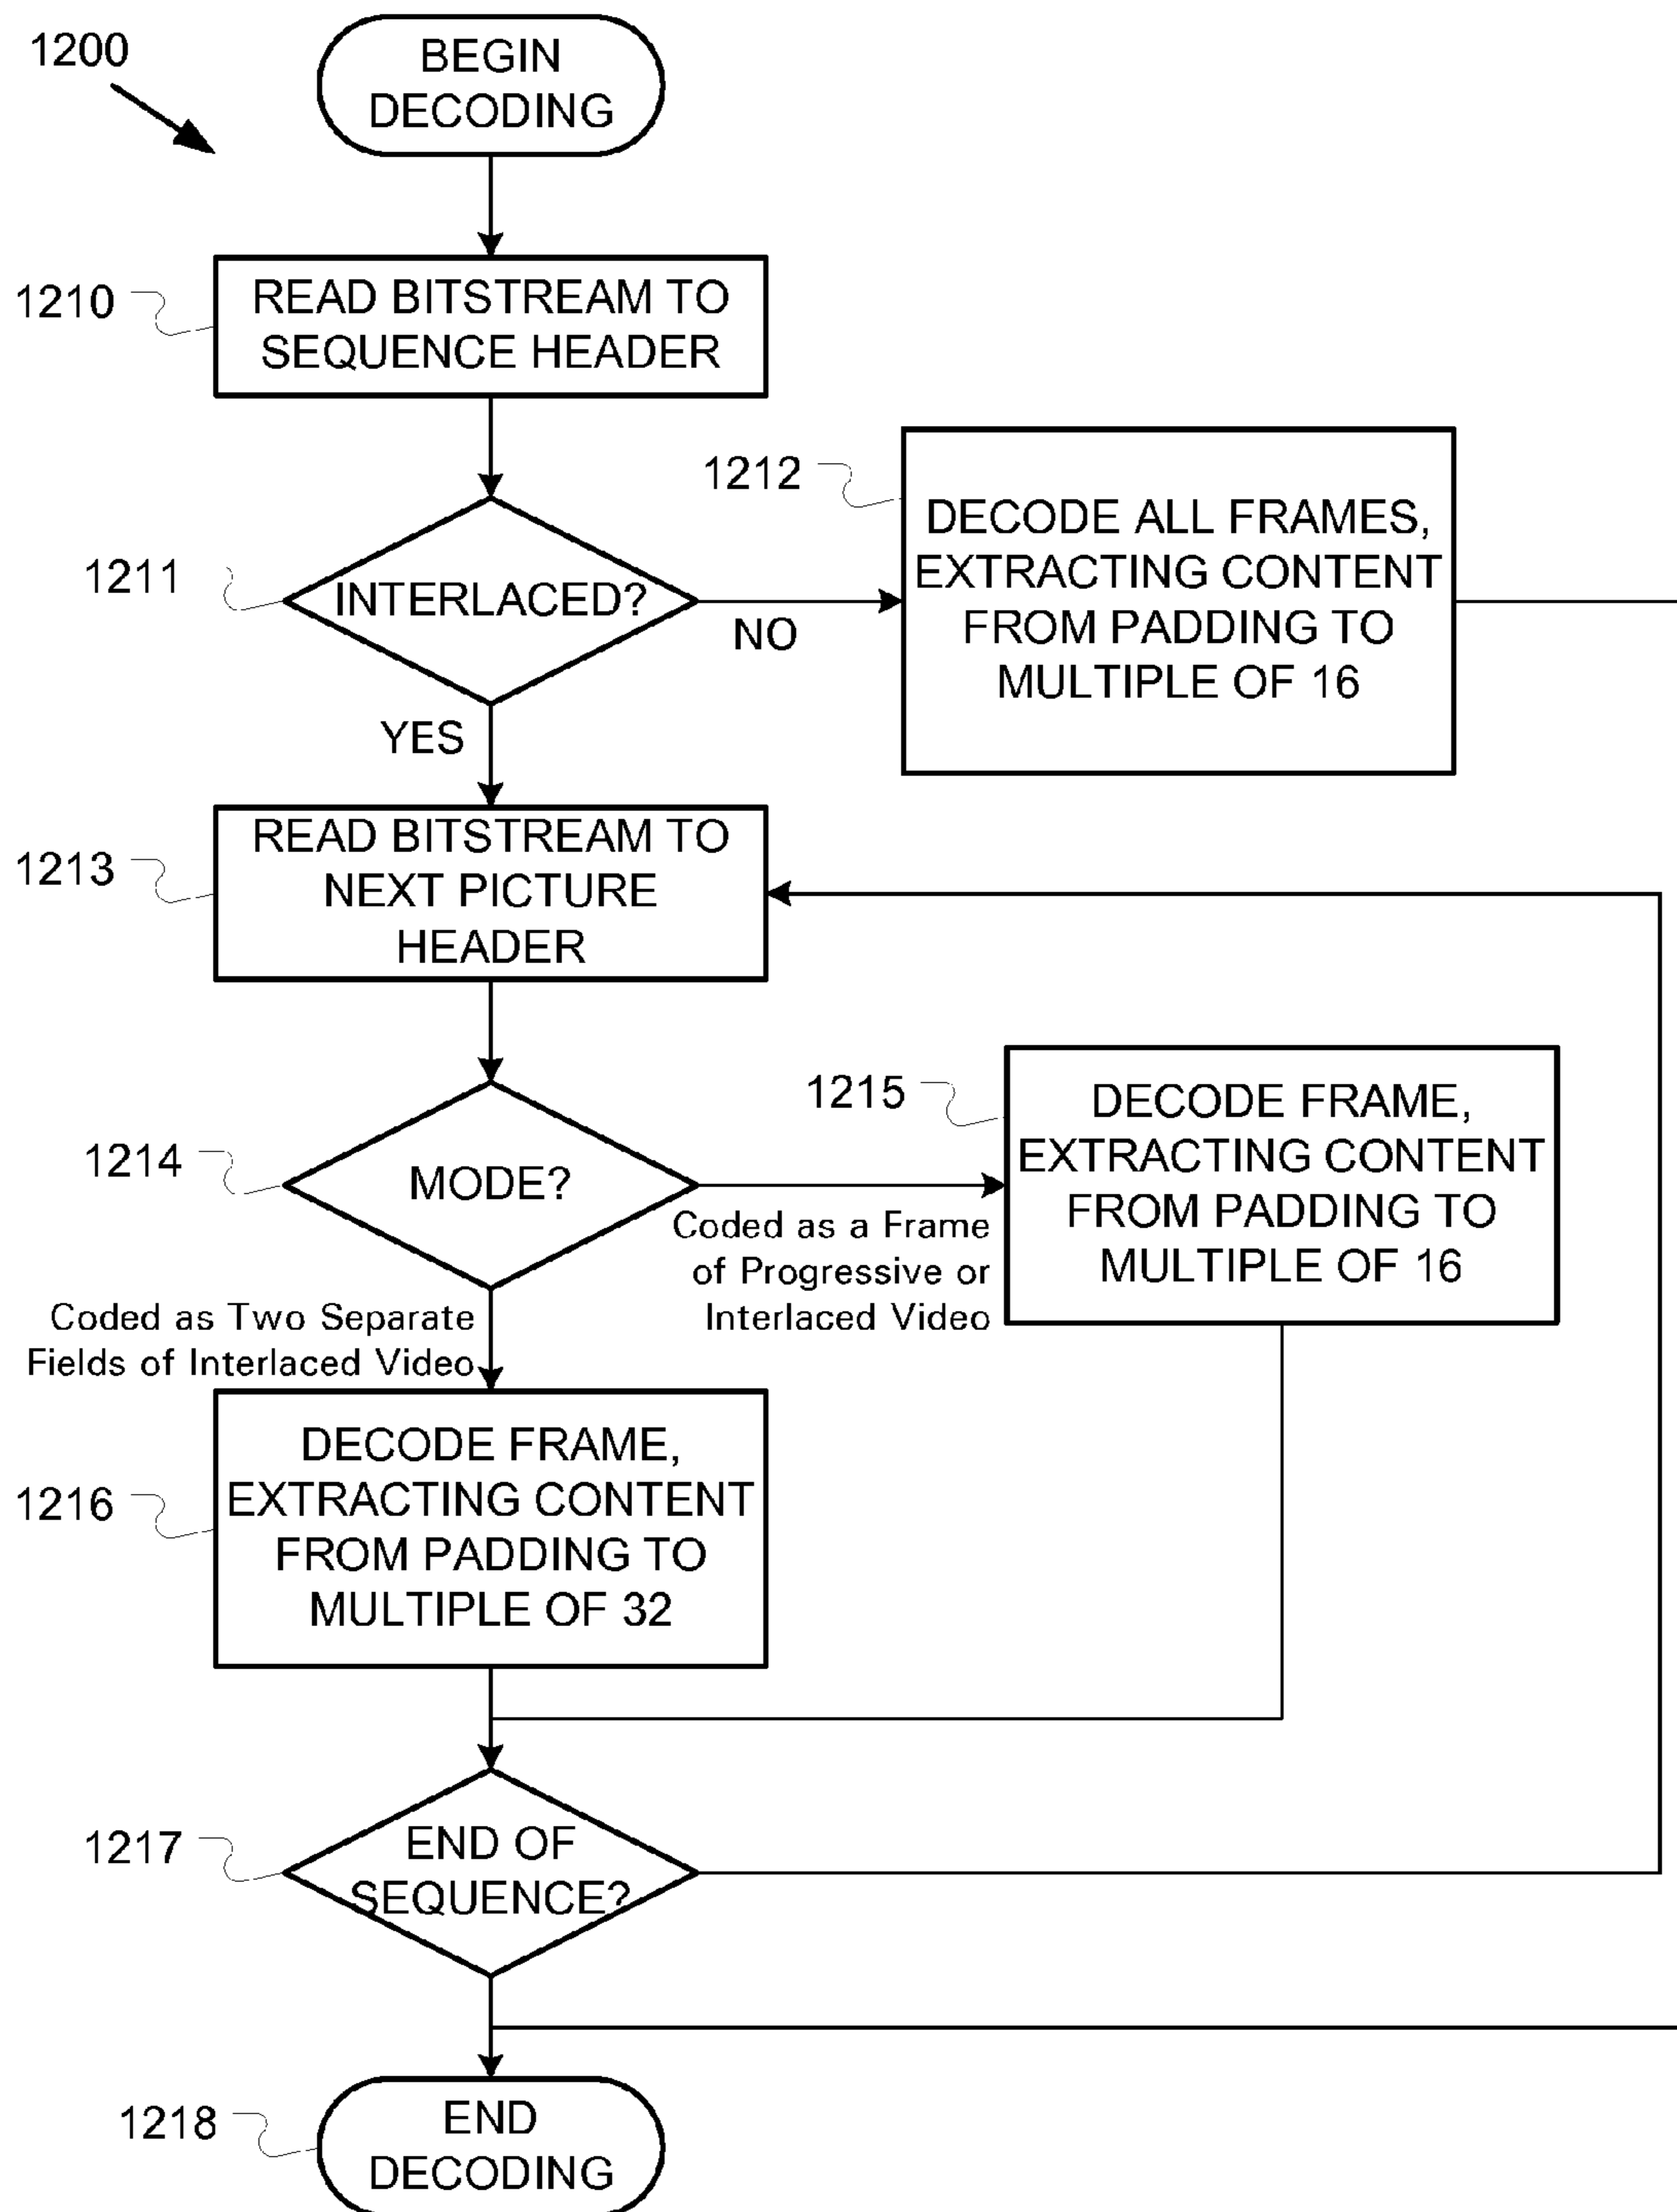 1200
BEGIN
DECODING
1210
READ BITSTREAM TO
SEQUENCE HEADER
1211
INTERLACED?
NO
YES
1212
DECODE ALL FRAMES,
EXTRACTING CONTENT
FROM PADDING TO
MULTIPLE OF 16
1213
READ BITSTREAM TO
NEXT PICTURE
HEADER
1214
MODE?
Coded as a Frame
of Progressive or
Interlaced Video
1215
DECODE FRAME,
EXTRACTING CONTENT
FROM PADDING TO
MULTIPLE OF 16
Coded as Two Separate
Fields of Interlaced Video
1216
DECODE FRAME,
EXTRACTING CONTENT
FROM PADDING TO
MULTIPLE OF 32
1217
END OF
SEQUENCE?
1218
END
DECODING